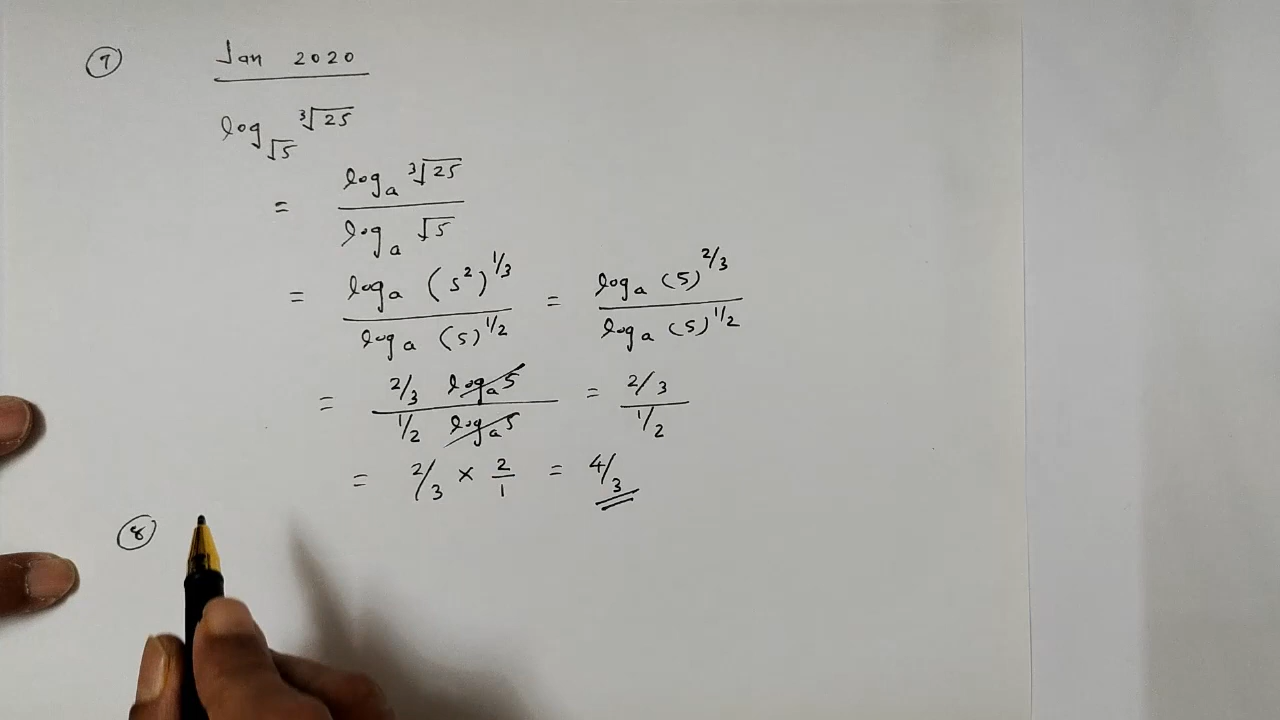 ⑦ Jan 2020
log_√5 ∛25
= log_a ∛25 / log_a √5
= log_a (5²)^1/3 / log_a (5)^1/2 = log_a (5)^2/3 / log_a (5)^1/2
= 2/3 log_a 5 / 1/2 log_a 5 = 2/3 / 1/2
= 2/3 × 2/1 = 4/3
⑧